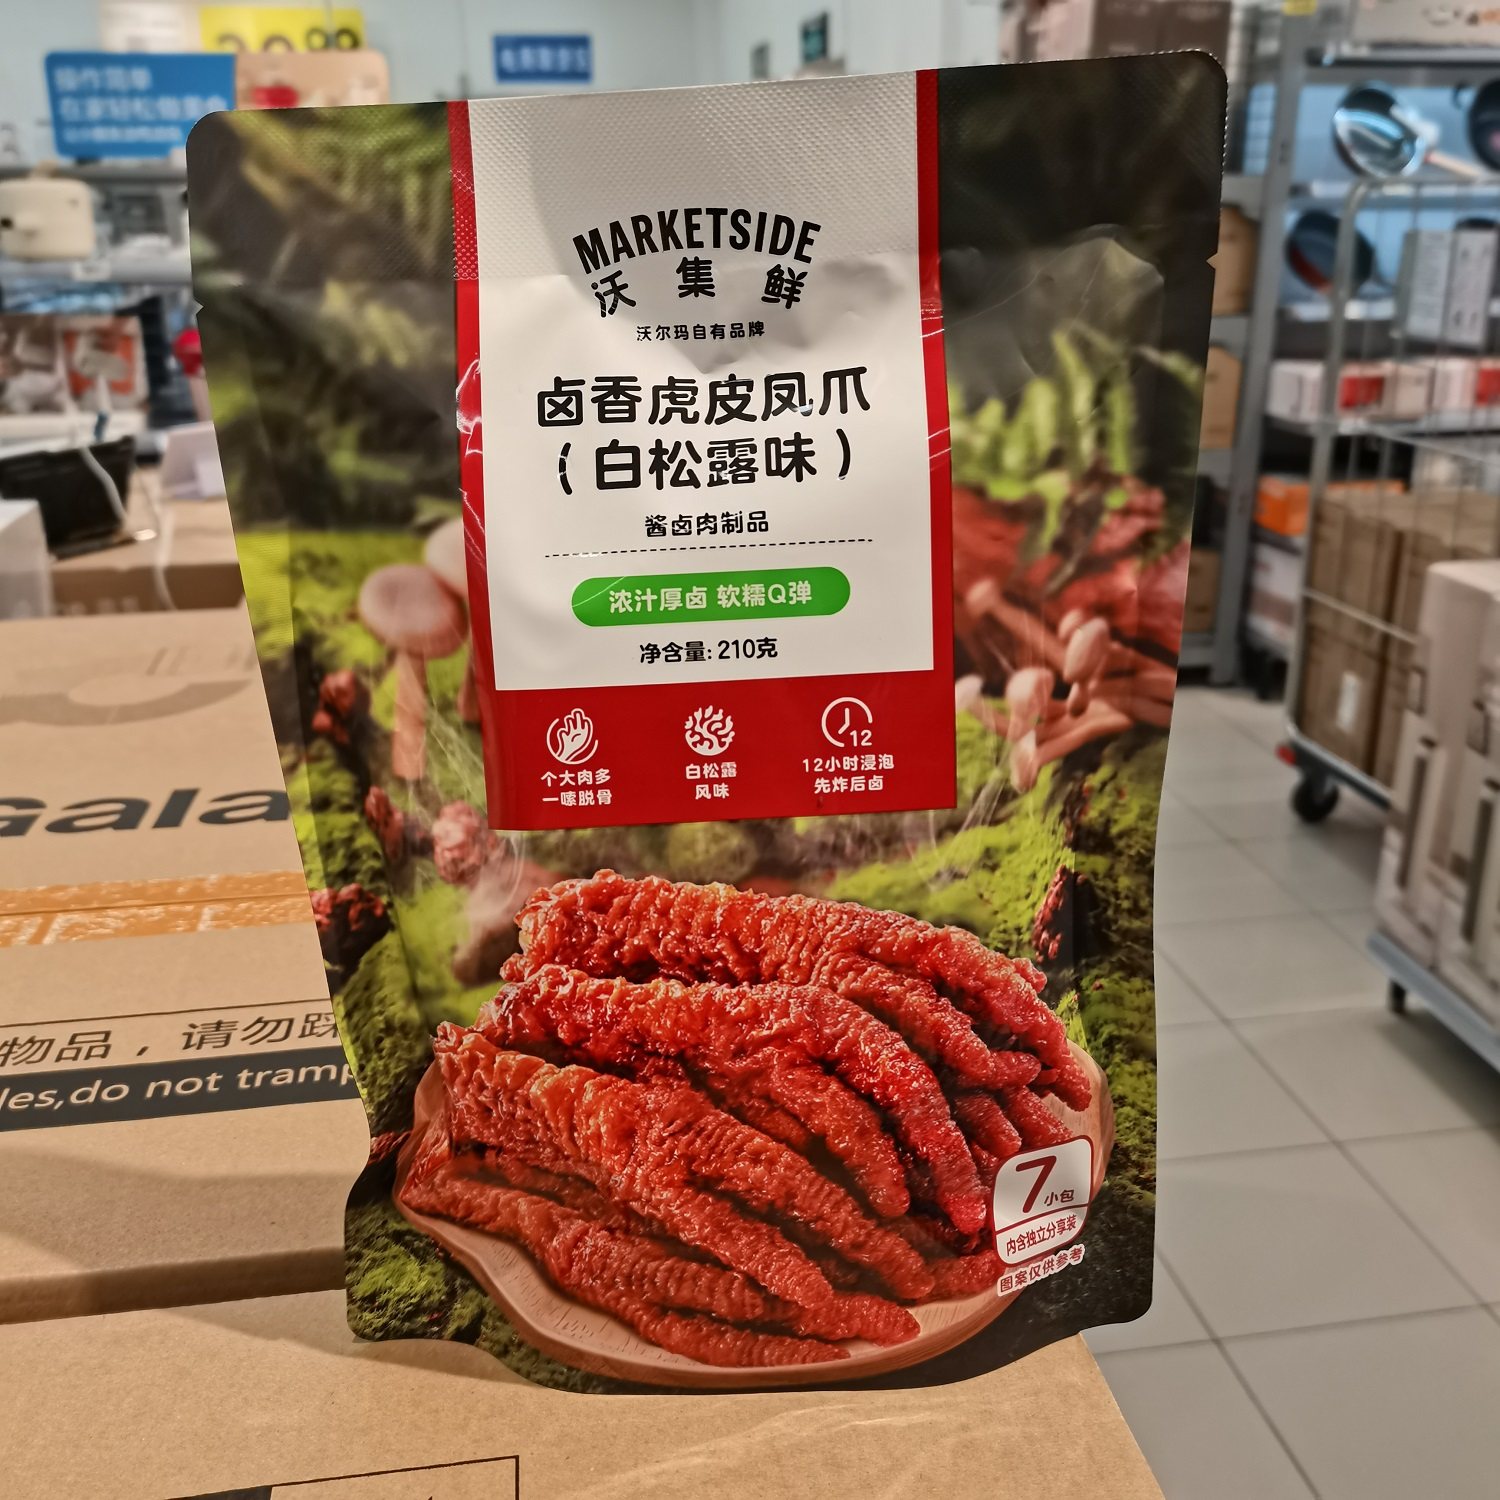 操作简单
MARKETSIDE
沃集鲜
沃尔玛自有品牌
卤香虎皮凤爪
（白松露味）
酱卤肉制品
浓汁厚卤 软糯Q弹
净含量: 210克
12
个大肉多
一嗦脱骨
白松露
风味
12小时浸泡
先炸后卤
7小包
内含独立分享装
图案仅供参考
Gala
物品，请勿踩
les,do not tramp